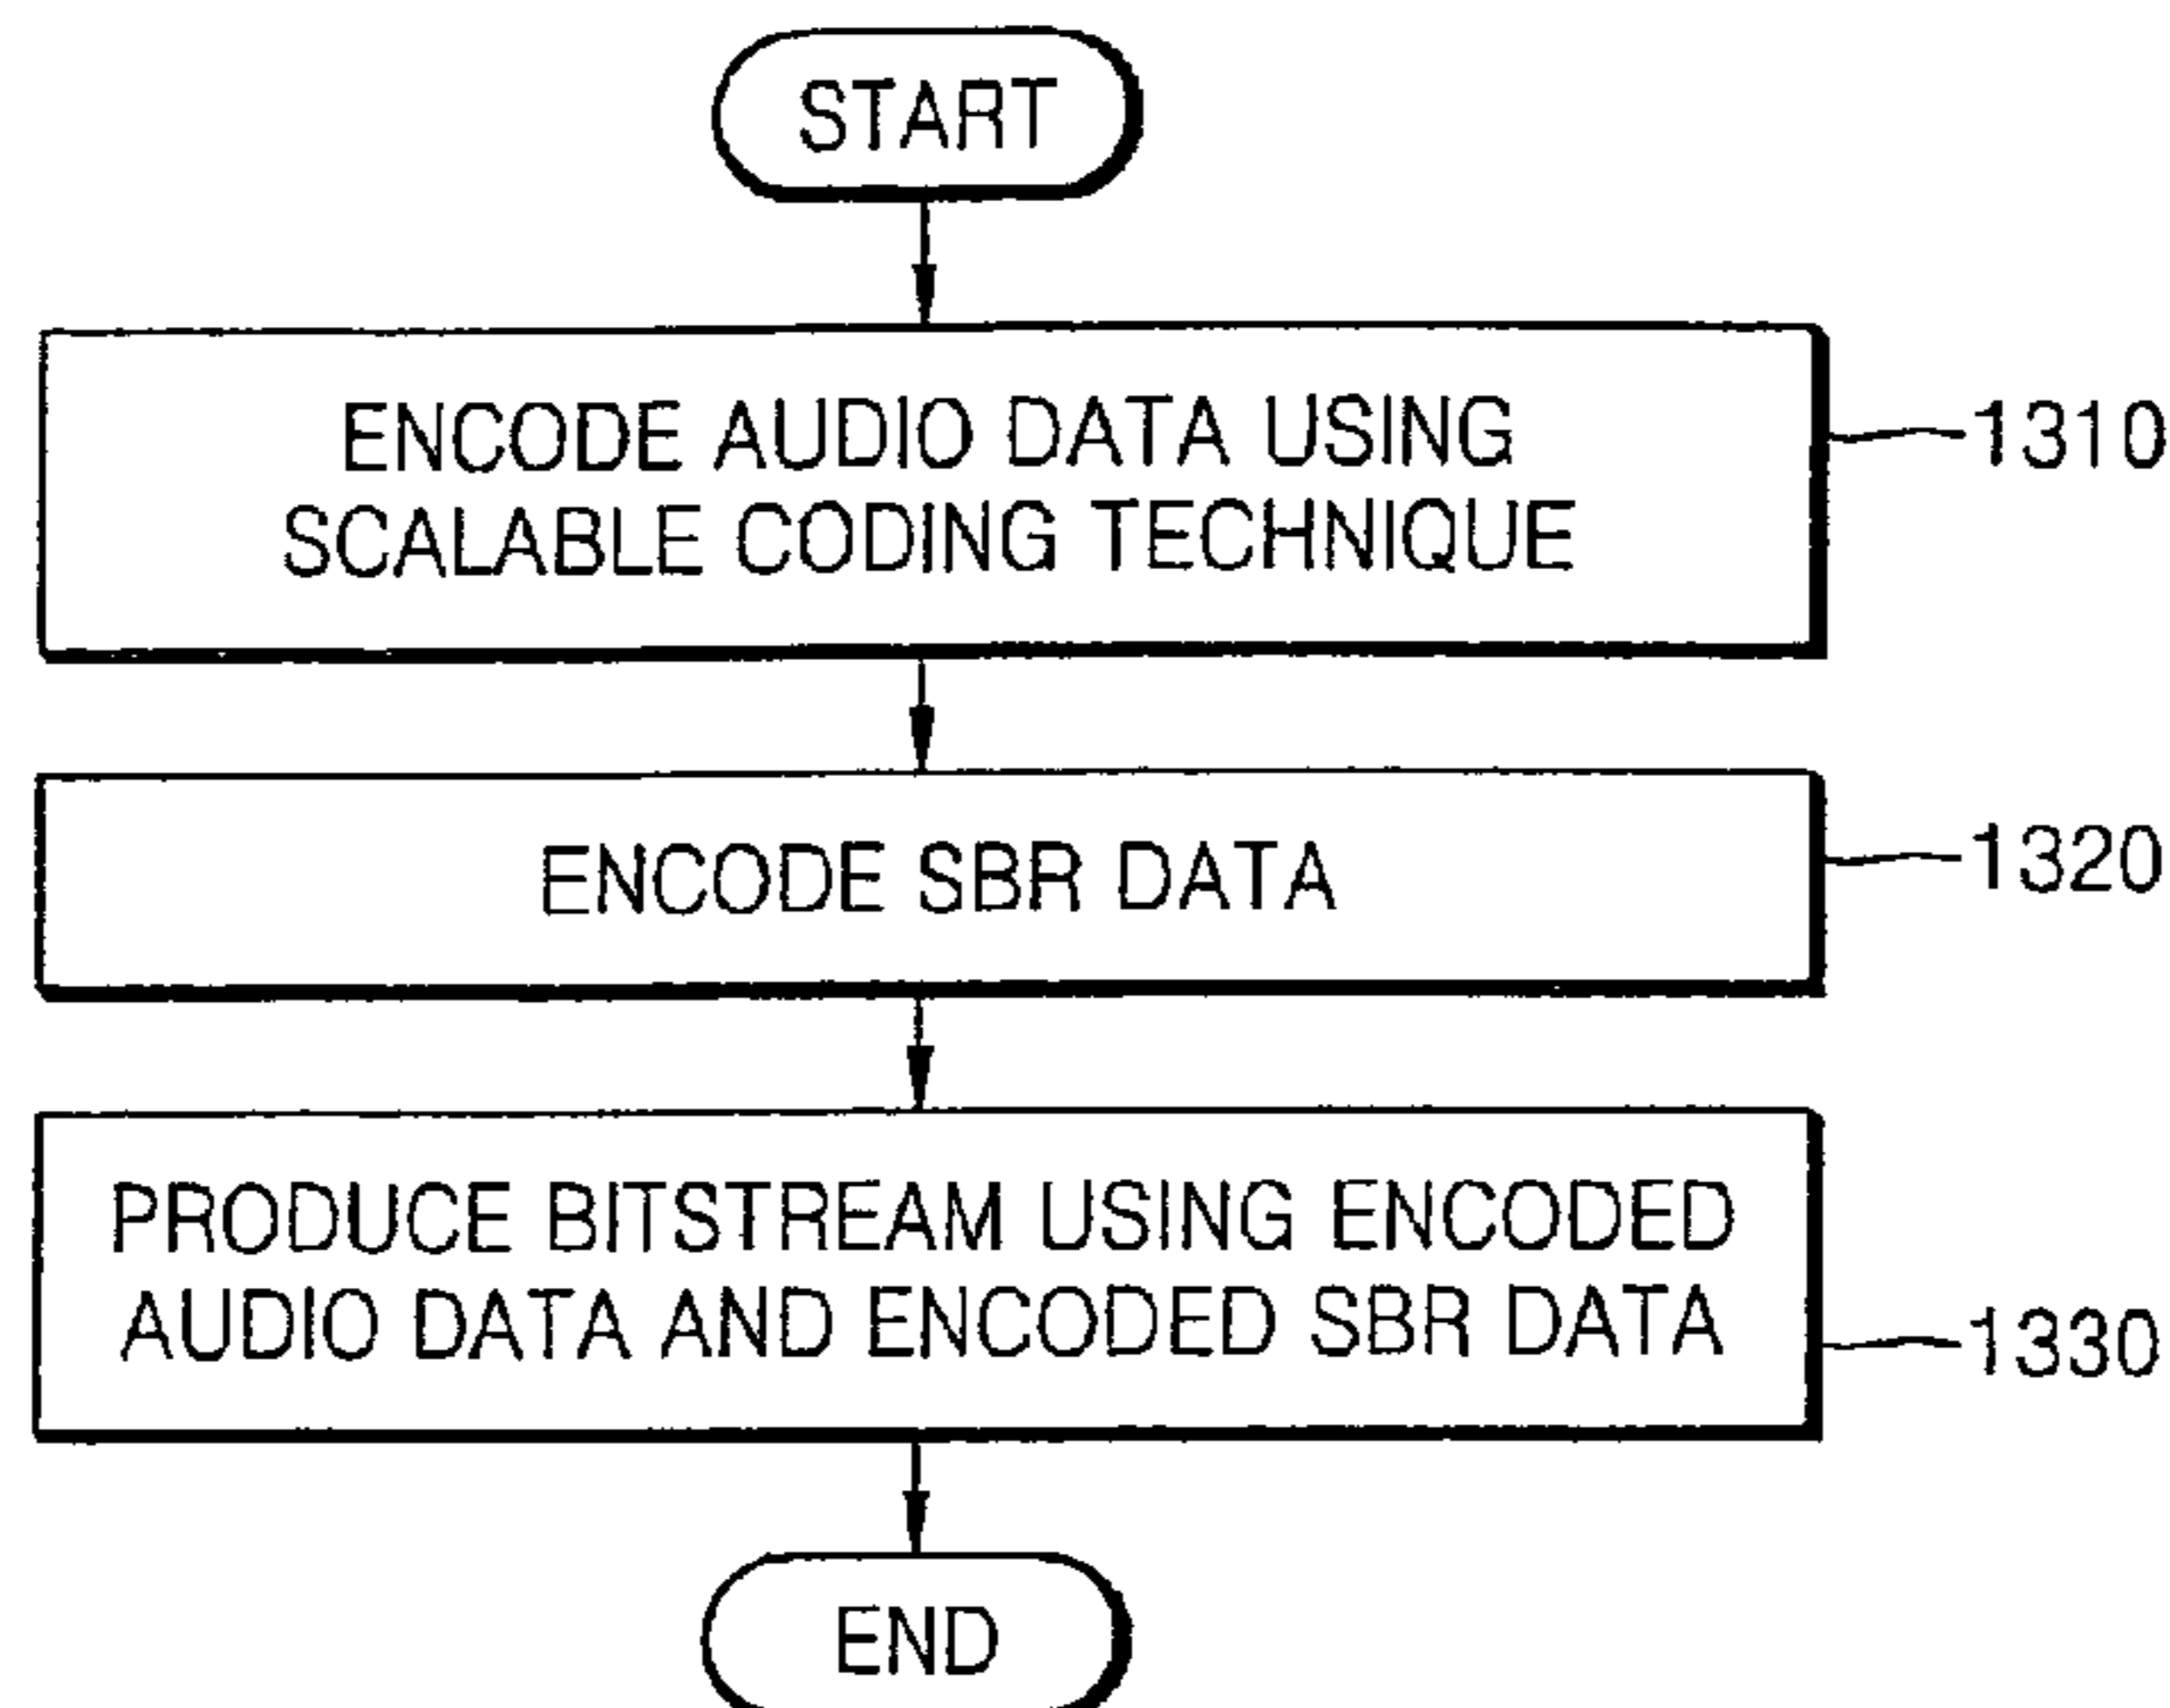 START
ENCODE AUDIO DATA USING
SCALABLE CODING TECHNIQUE
1310
ENCODE SBR DATA
1320
PRODUCE BITSTREAM USING ENCODED
AUDIO DATA AND ENCODED SBR DATA
1330
END